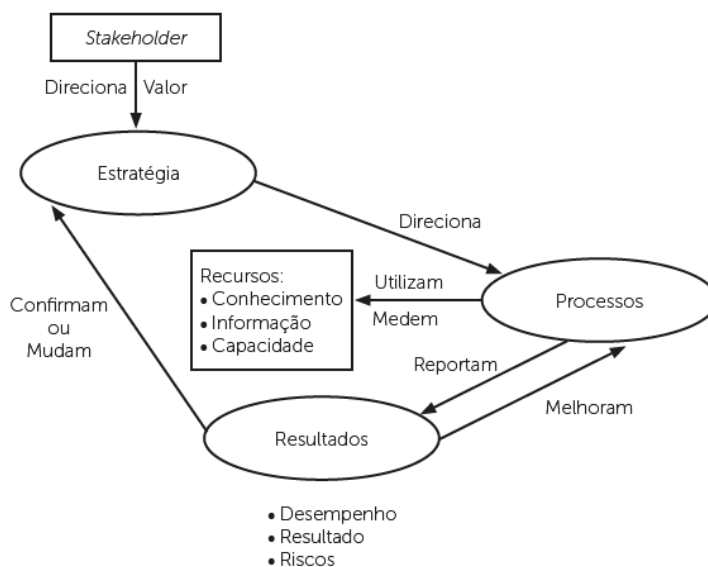 Stakeholder
Direciona Valor
Estratégia
Direciona
Recursos:
• Conhecimento
• Informação
• Capacidade
Utilizam
Medem
Processos
Confirmam
ou
Mudam
Reportam
Melhoram
Resultados
• Desempenho
• Resultado
• Riscos